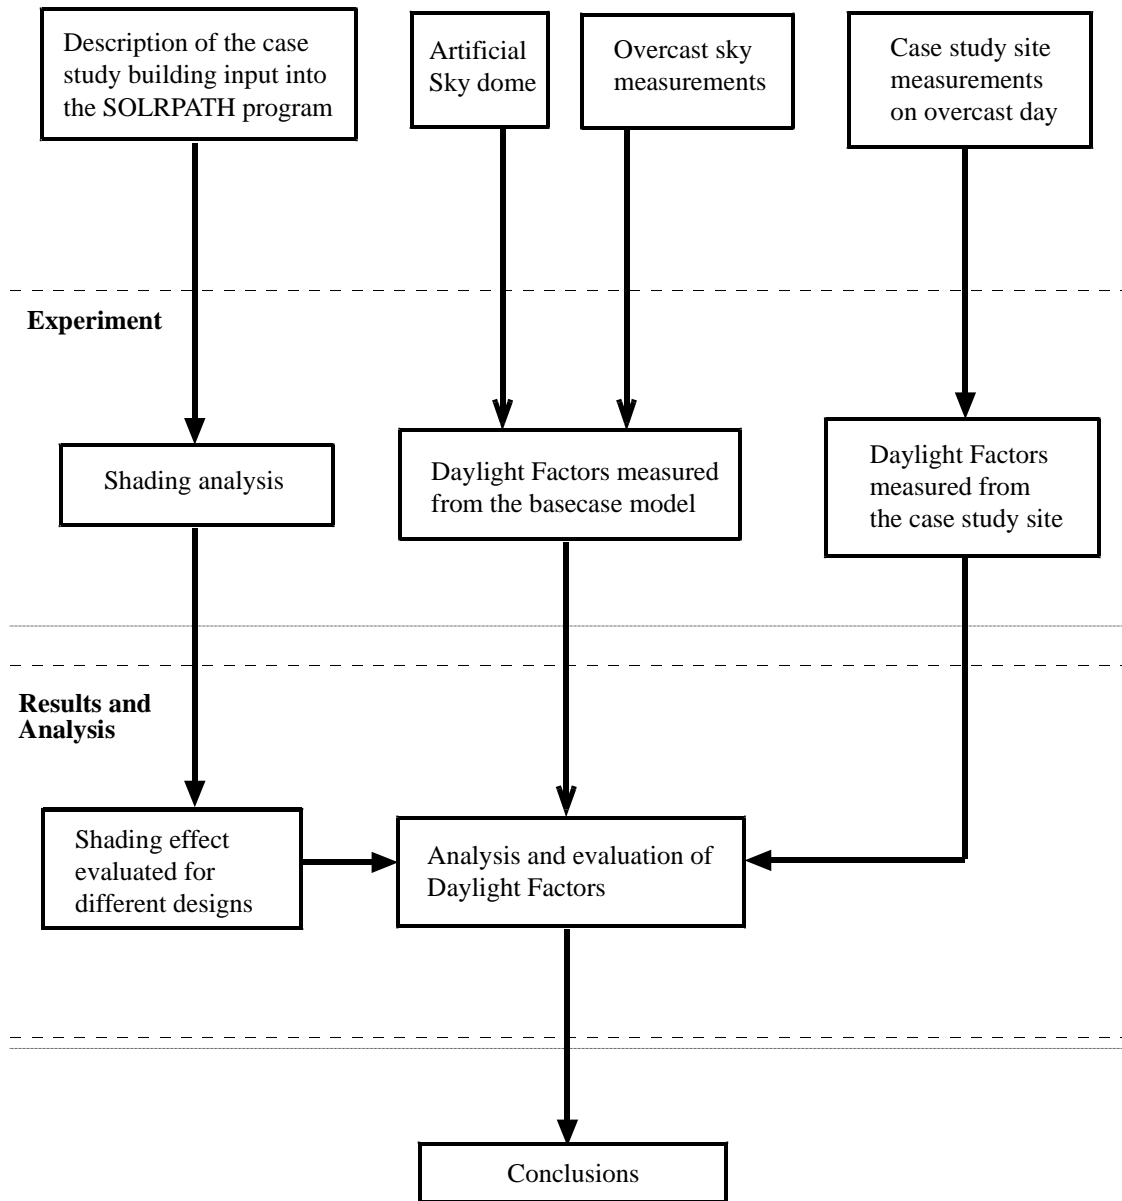 Description of the case
study building input into
the SOLRPATH program
Artificial
Sky dome
Overcast sky
measurements
Case study site
measurements
on overcast day
Experiment
Shading analysis
Daylight Factors measured
from the basecase model
Daylight Factors
measured from
the case study site
Results and
Analysis
Shading effect
evaluated for
different designs
Analysis and evaluation of
Daylight Factors
Conclusions